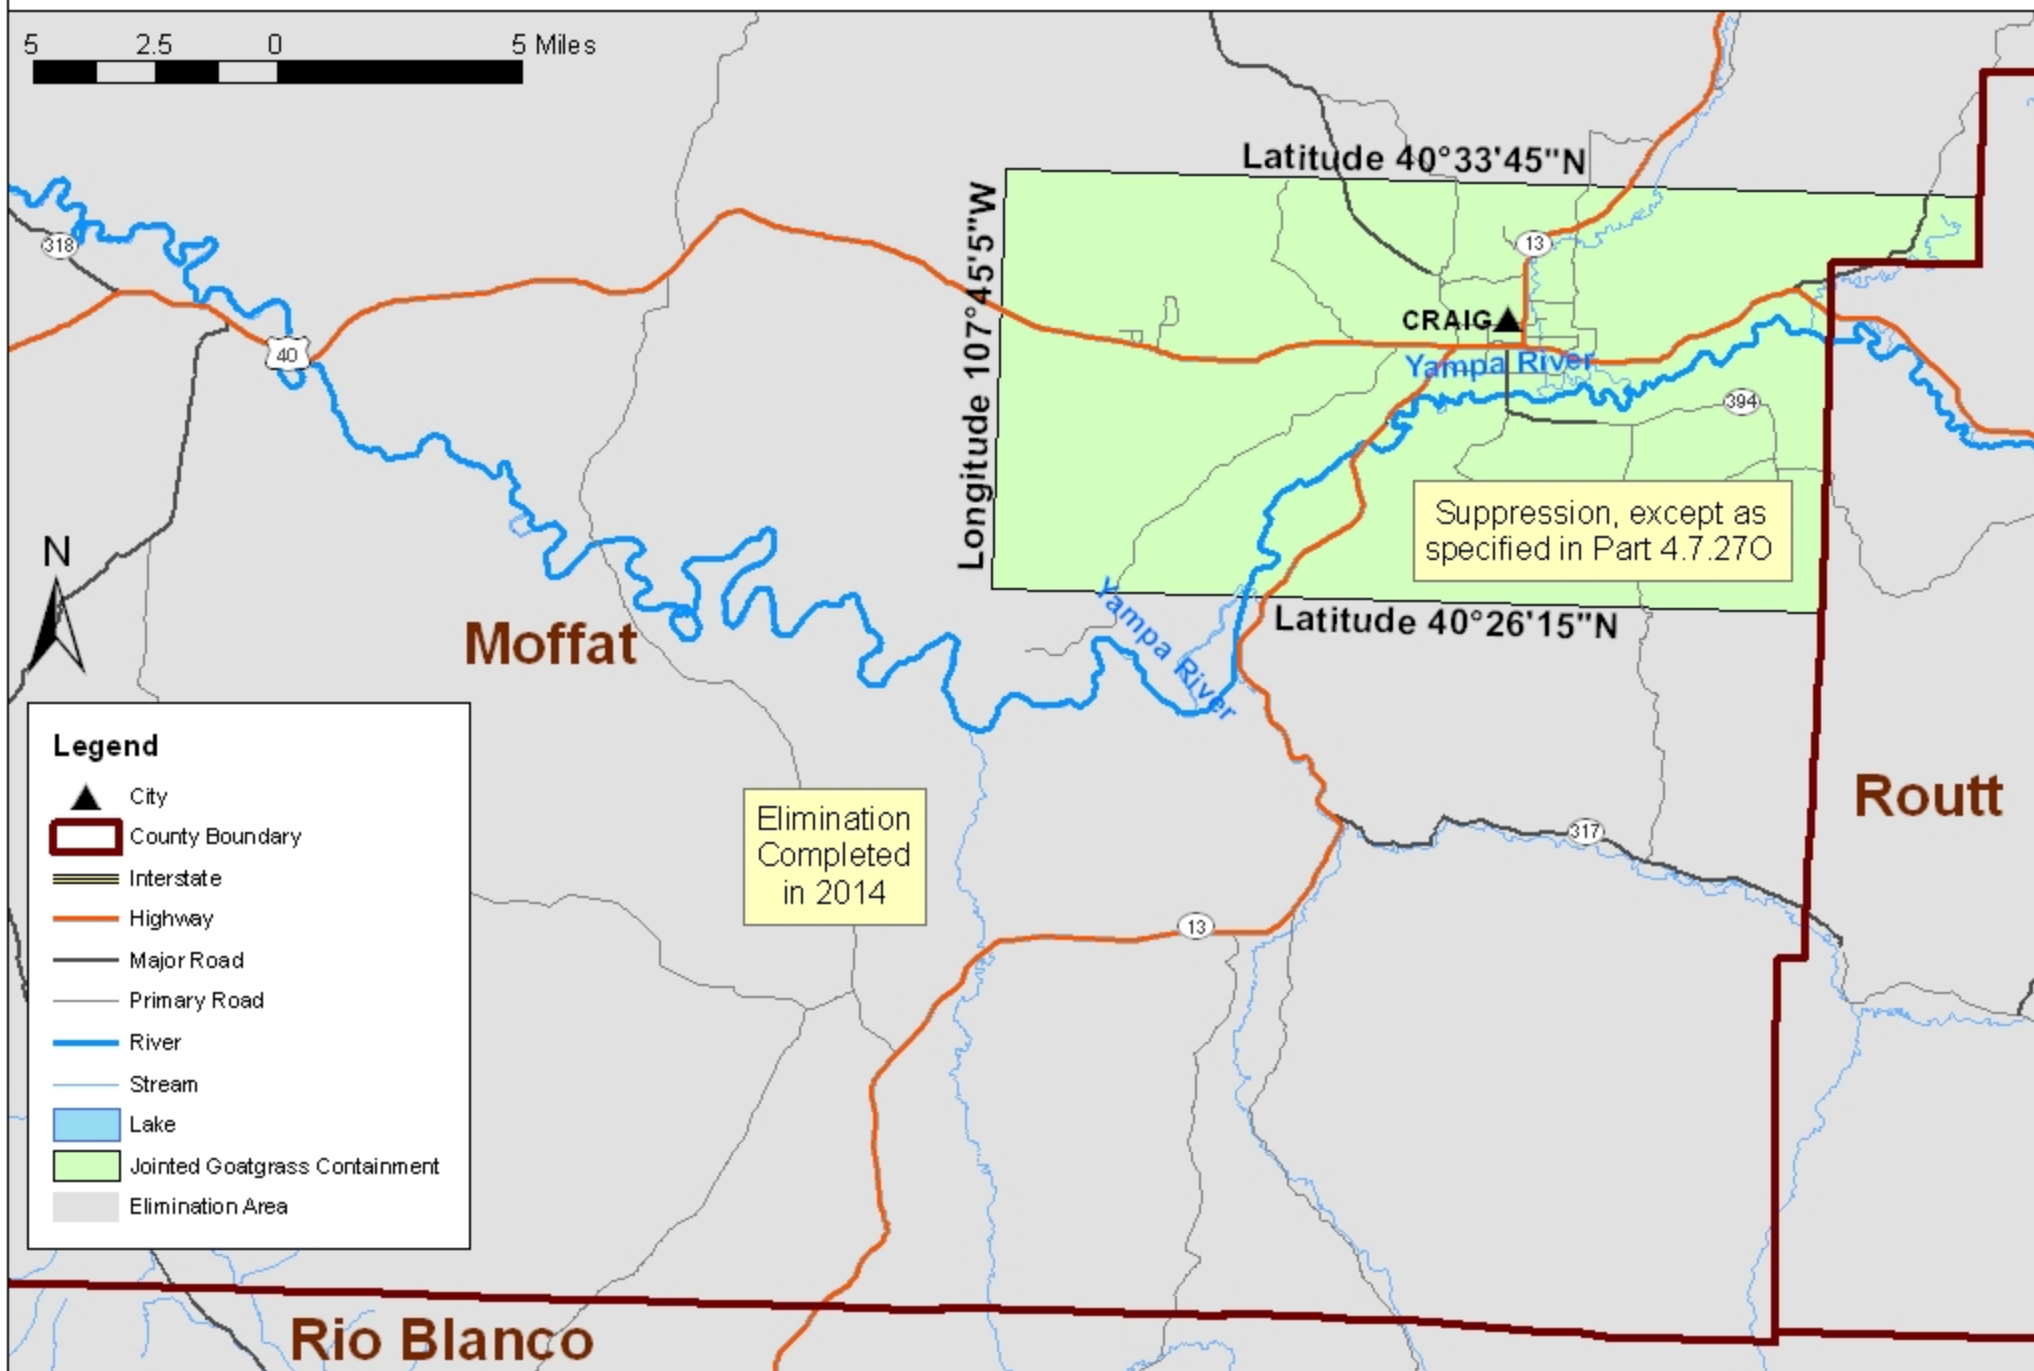 5 2.5 0 5 Miles
Latitude 40°33'45"N
Longitude 107°45'5"W
318
13
CRAIG
40
Yampa River
394
Suppression, except as
specified in Part 4.7.27O
N
Yampa River
Latitude 40°26'15"N
Moffat
Routt
Elimination
Completed
in 2014
317
13
Legend
City
County Boundary
Interstate
Highway
Major Road
Primary Road
River
Stream
Lake
Jointed Goatgrass Containment
Elimination Area
Rio Blanco